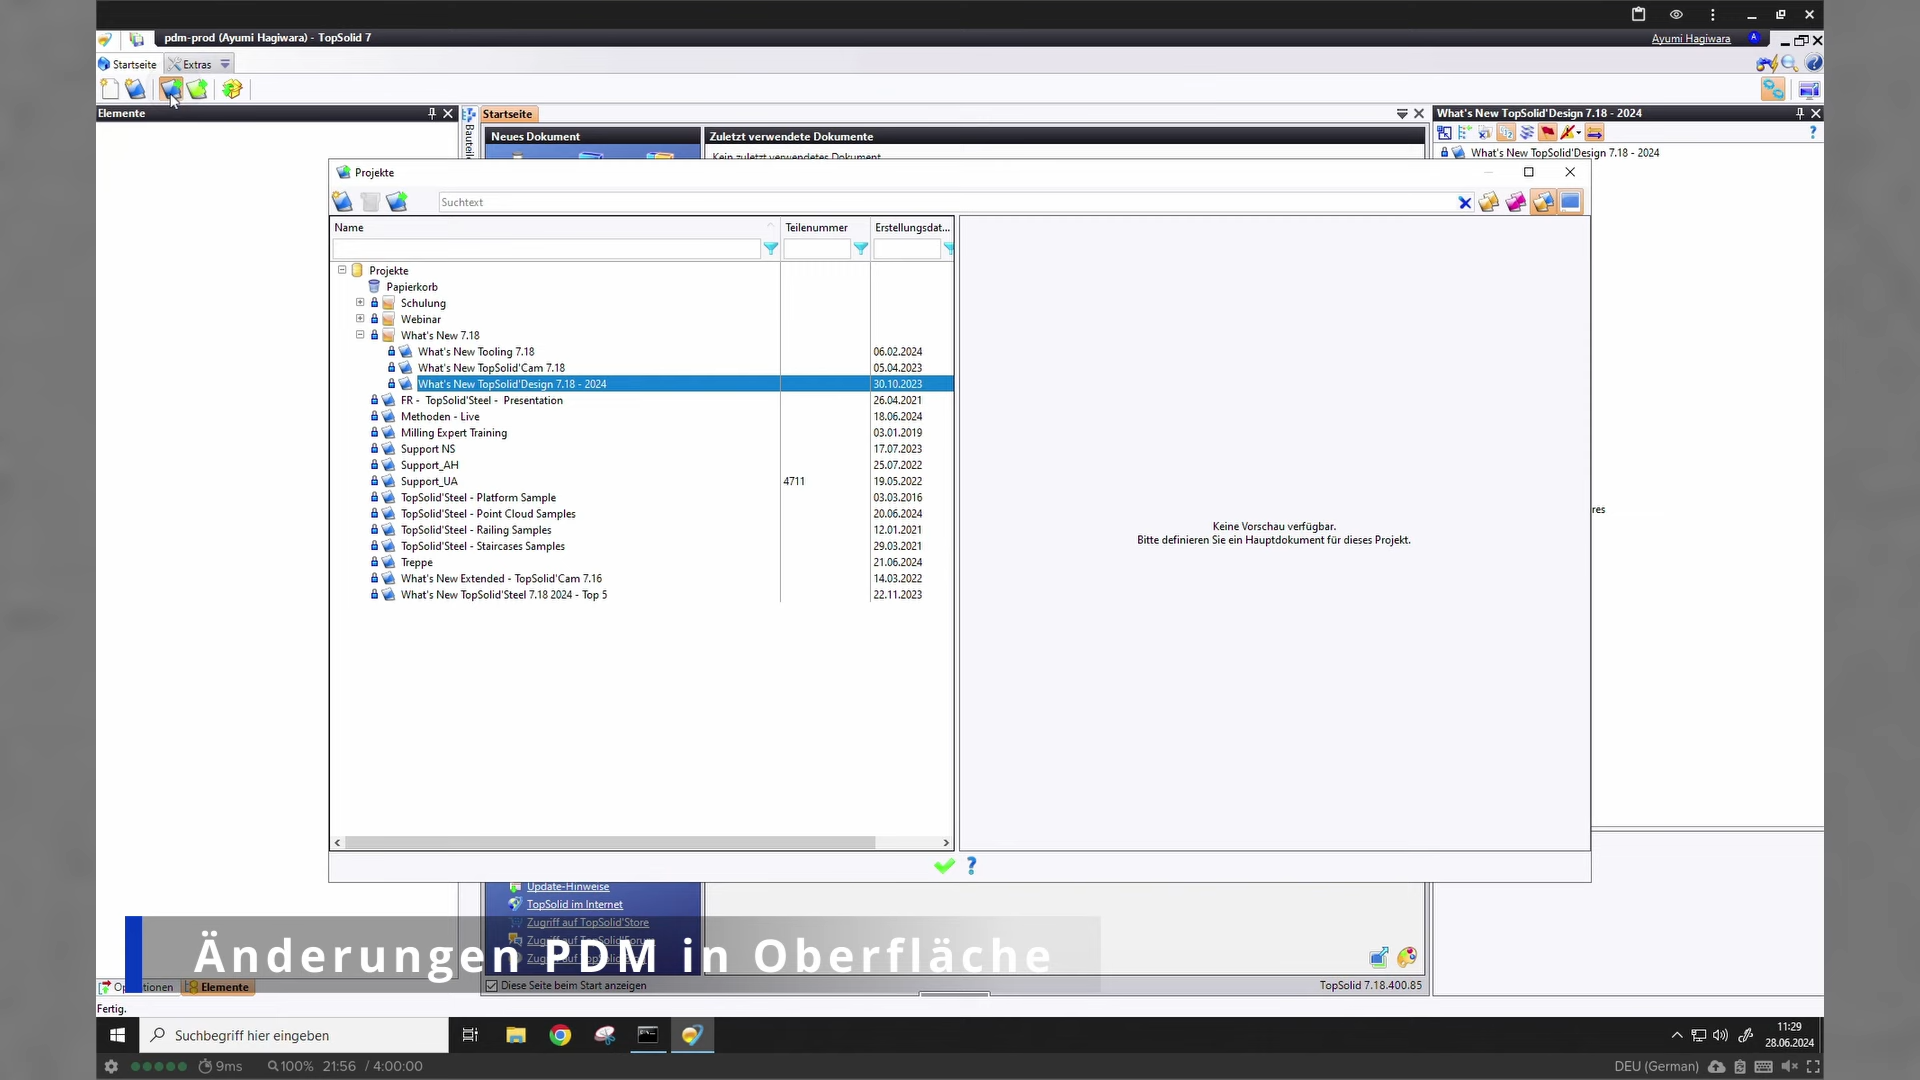 pdm-prod (Ayumi Hagiwara) - TopSolid 7
Ayumi Hagiwara
A
Startseite
Extras
Elemente
Bauteile
Startseite
What's New TopSolid'Design 7.18 - 2024
Neues Dokument
Zuletzt verwendete Dokumente
Kein zuletzt verwendetes Dokument
What's New TopSolid'Design 7.18 - 2024
Projekte
Suchtext
Name
Teilenummer
Erstellungsdat...
Projekte
Papierkorb
Schulung
Webinar
What's New 7.18
What's New Tooling 7.18 06.02.2024
What's New TopSolid'Cam 7.18 05.04.2023
What's New TopSolid'Design 7.18 - 2024 30.10.2023
FR - TopSolid'Steel - Presentation 26.04.2021
Methoden - Live 18.06.2024
Milling Expert Training 03.01.2019
Support NS 17.07.2023
Support_AH 25.07.2022
Support_UA 4711 19.05.2022
TopSolid'Steel - Platform Sample 03.03.2016
TopSolid'Steel - Point Cloud Samples 20.06.2024
TopSolid'Steel - Railing Samples 12.01.2021
TopSolid'Steel - Staircases Samples 29.03.2021
Treppe 21.06.2024
What's New Extended - TopSolid'Cam 7.16 14.03.2022
What's New TopSolid'Steel 7.18 2024 - Top 5 22.11.2023
Keine Vorschau verfügbar.
Bitte definieren Sie ein Hauptdokument für dieses Projekt.
res
Update-Hinweise
TopSolid im Internet
Zugriff auf TopSolid'Store
Zugriff auf TopSolid'Forum
Änderungen PDM in Oberfläche
Elemente
Diese Seite beim Start anzeigen
TopSolid 7.18.400.85
Fertig.
Suchbegriff hier eingeben
11:29
28.06.2024
9ms
100%
21:56 / 4:00:00
DEU (German)